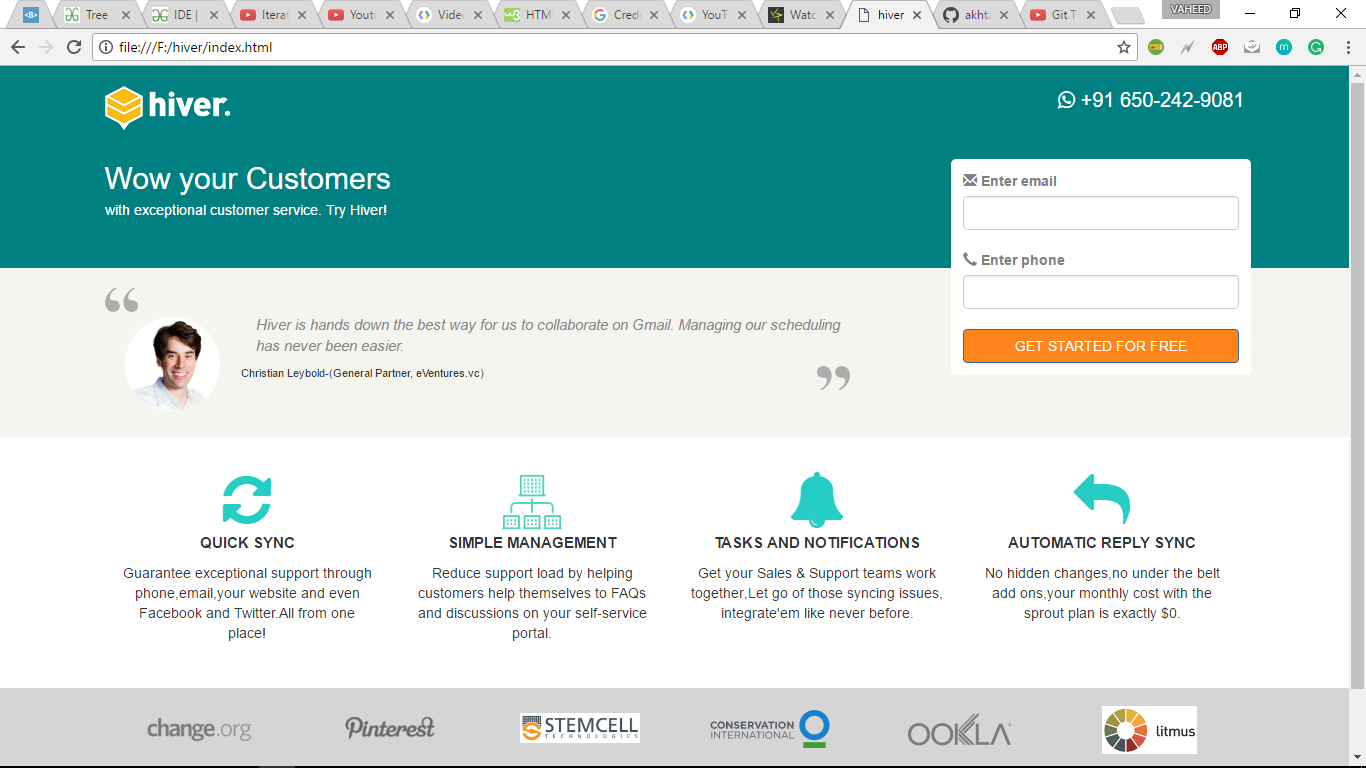 <B>
Tree
IDE |
Iterat
Youtu
Video
HTM
Cred
YouT
Watc
hiver
akht
Git T
VAHEED
file:///F:/hiver/index.html
ABP
m
hiver.
+91 650-242-9081
Wow your Customers
with exceptional customer service. Try Hiver!
Enter email
Enter phone
GET STARTED FOR FREE
“
Hiver is hands down the best way for us to collaborate on Gmail. Managing our scheduling
has never been easier.
Christian Leybold-(General Partner, eVentures.vc)
”
QUICK SYNC
Guarantee exceptional support through
phone,email,your website and even
Facebook and Twitter.All from one
place!
SIMPLE MANAGEMENT
Reduce support load by helping
customers help themselves to FAQs
and discussions on your self-service
portal.
TASKS AND NOTIFICATIONS
Get your Sales & Support teams work
together,Let go of those syncing issues,
integrate'em like never before.
AUTOMATIC REPLY SYNC
No hidden changes,no under the belt
add ons,your monthly cost with the
sprout plan is exactly $0.
change.org
Pinterest
STEMCELL
TECHNOLOGIES
CONSERVATION
INTERNATIONAL
OOKLA
litmus